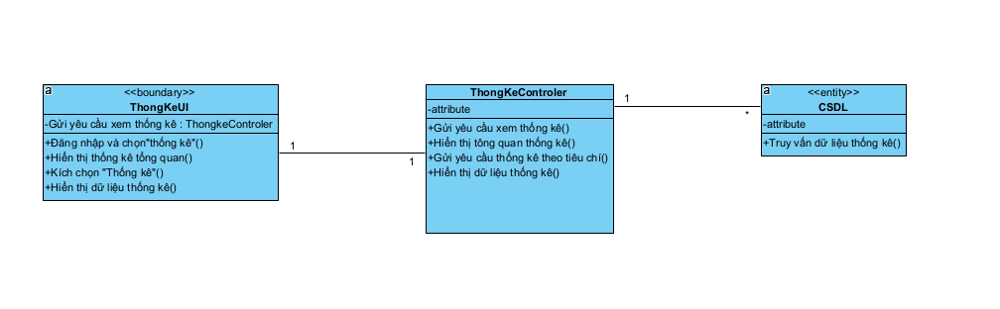 a
<<boundary>>
ThongKeUI
-Gửi yêu cầu xem thống kê : ThongkeControler
+Đăng nhập và chọn"thống kê"()
+Hiển thị thống kê tổng quan()
+Kích chọn "Thống kê"()
+Hiển thị dữ liệu thống kê()
1
1
ThongKeControler
-attribute
+Gửi yêu cầu xem thống kê()
+Hiển thị tông quan thống kê()
+Gửi yêu cầu thống kê theo tiêu chí()
+Hiển thị dữ liệu thống kê()
1
*
a
<<entity>>
CSDL
-attribute
+Truy vấn dữ liệu thống kê()